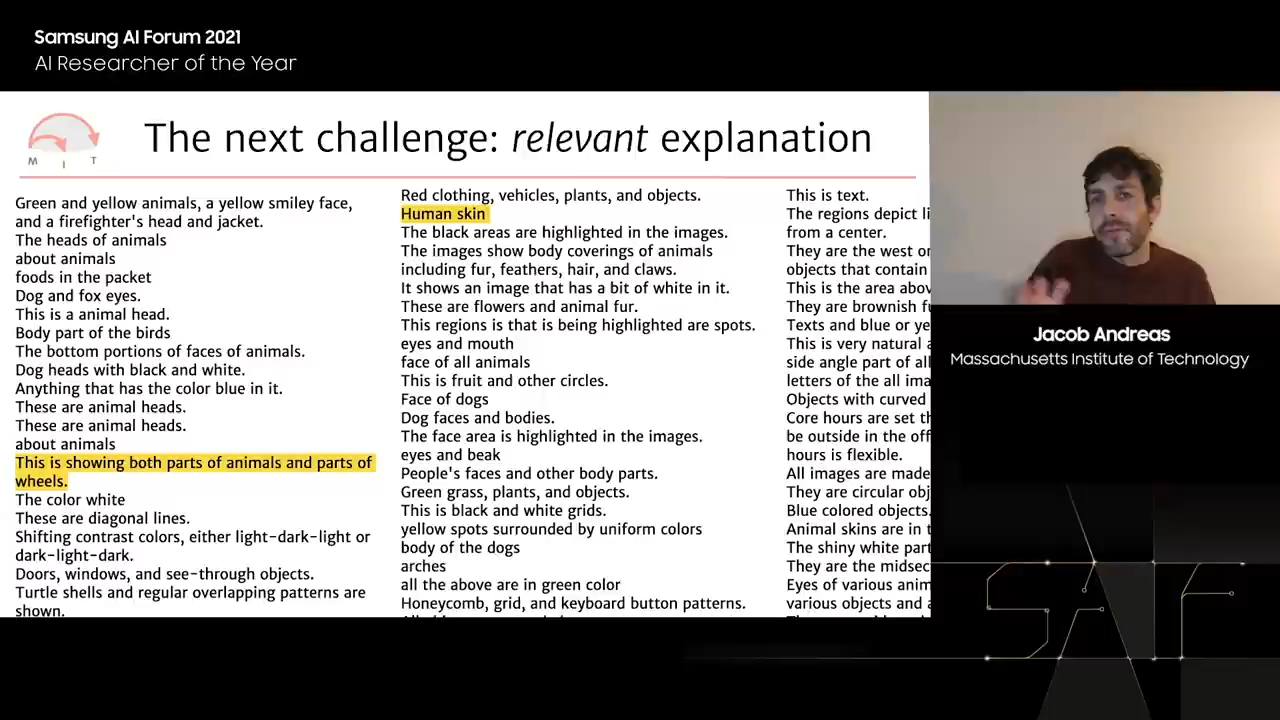 Samsung AI Forum 2021
AI Researcher of the Year
M I T
The next challenge: relevant explanation
Green and yellow animals, a yellow smiley face,
and a firefighter's head and jacket.
The heads of animals
about animals
foods in the packet
Dog and fox eyes.
This is a animal head.
Body part of the birds
The bottom portions of faces of animals.
Dog heads with black and white.
Anything that has the color blue in it.
These are animal heads.
These are animal heads.
about animals
This is showing both parts of animals and parts of
wheels.
The color white
These are diagonal lines.
Shifting contrast colors, either light-dark-light or
dark-light-dark.
Doors, windows, and see-through objects.
Turtle shells and regular overlapping patterns are
shown.
Red clothing, vehicles, plants, and objects.
Human skin
The black areas are highlighted in the images.
The images show body coverings of animals
including fur, feathers, hair, and claws.
It shows an image that has a bit of white in it.
These are flowers and animal fur.
This regions is that is being highlighted are spots.
eyes and mouth
face of all animals
This is fruit and other circles.
Face of dogs
Dog faces and bodies.
The face area is highlighted in the images.
eyes and beak
People's faces and other body parts.
Green grass, plants, and objects.
This is black and white grids.
yellow spots surrounded by uniform colors
body of the dogs
arches
all the above are in green color
Honeycomb, grid, and keyboard button patterns.
This is text.
The regions depict li
from a center.
They are the west or
objects that contain
This is the area abov
They are brownish fu
Texts and blue or ye
This is very natural a
side angle part of all
letters of the all ima
Objects with curved
Core hours are set th
be outside in the off
hours is flexible.
All images are made
They are circular obj
Blue colored objects.
Animal skins are in t
The shiny white part
They are the midsec
Eyes of various anim
various objects and a
Jacob Andreas
Massachusetts Institute of Technology